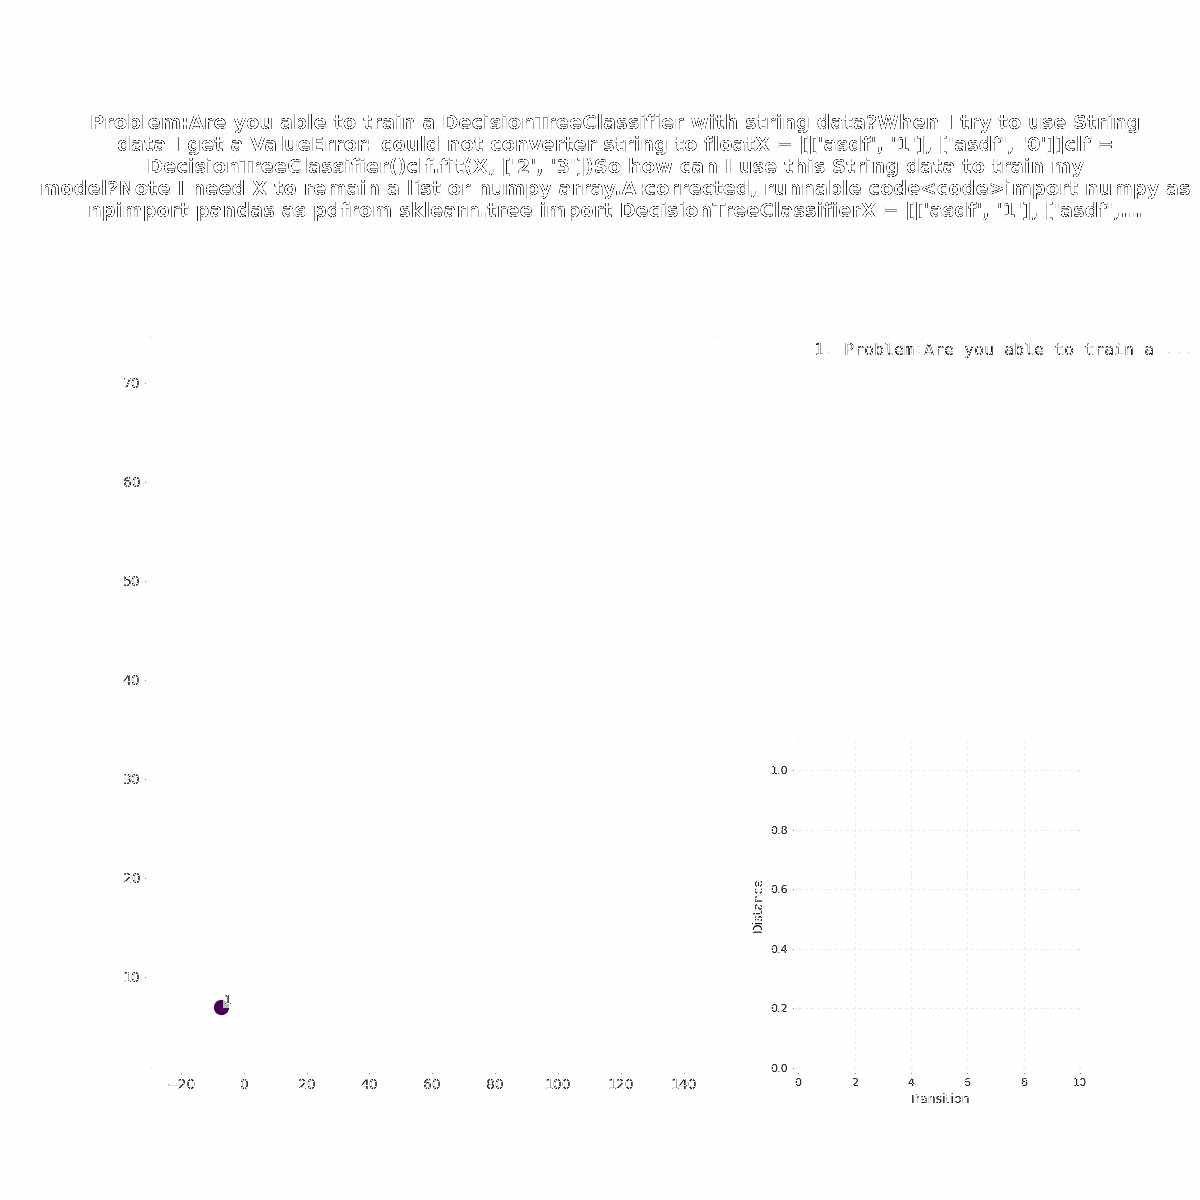 Problem:Are you able to train a DecisionTreeClassifier with string data?When I try to use String
data I get a ValueError: could not converter string to floatX = [['asdf', '1'], ['asdf', '0']]clf =
DecisionTreeClassifier()clf.fit(X, ['2', '3'])So how can I use this String data to train my
model?Note I need X to remain a list or numpy array.A:corrected, runnable code<code>import numpy as
npimport pandas as pdfrom sklearn.tree import DecisionTreeClassifierX = [['asdf', '1'], ['asdf',...
1. Problem:Are you able to train a ...
70
60
50
40
30
20
10
1
−20 0 20 40 60 80 100 120 140
1.0
0.8
0.6
0.4
0.2
0.0
Distance
0 2 4 6 8 10
Transition